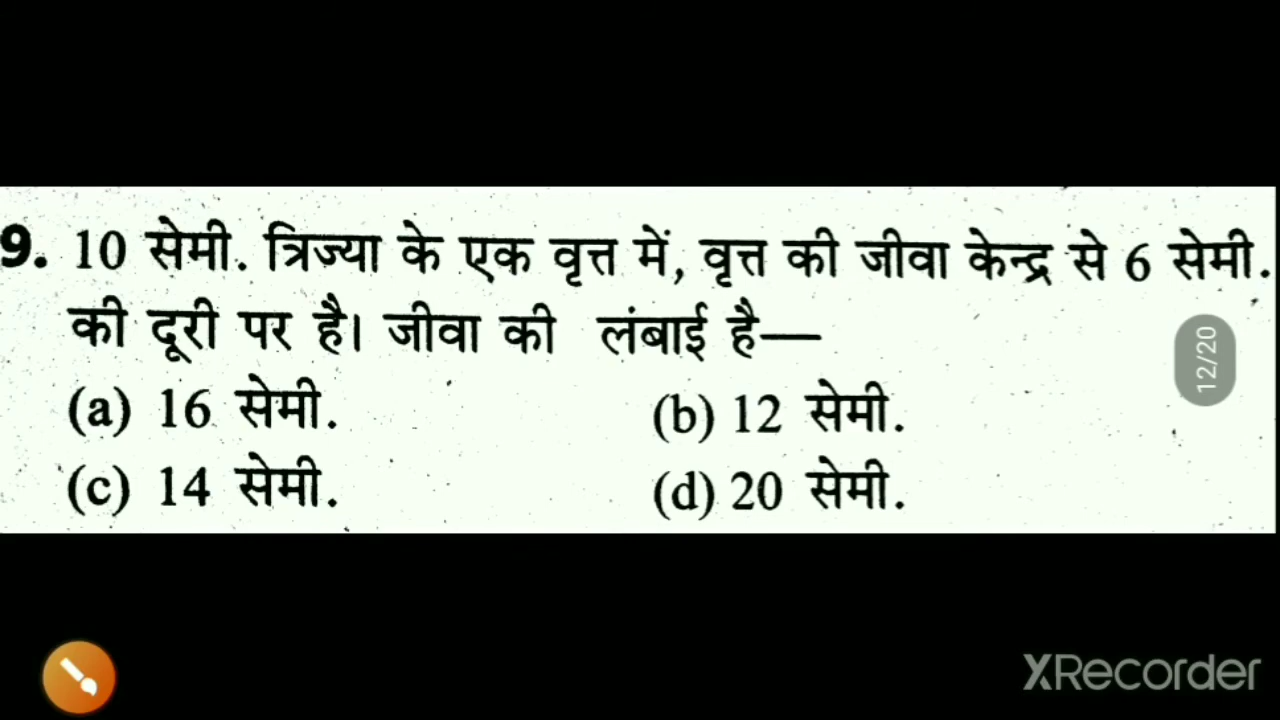 9. 10 सेमी. त्रिज्या के एक वृत्त में, वृत्त की जीवा केन्द्र से 6 सेमी.
की दूरी पर है। जीवा की लंबाई है—
(a) 16 सेमी. (b) 12 सेमी.
(c) 14 सेमी. (d) 20 सेमी.
12/20
XRecorder